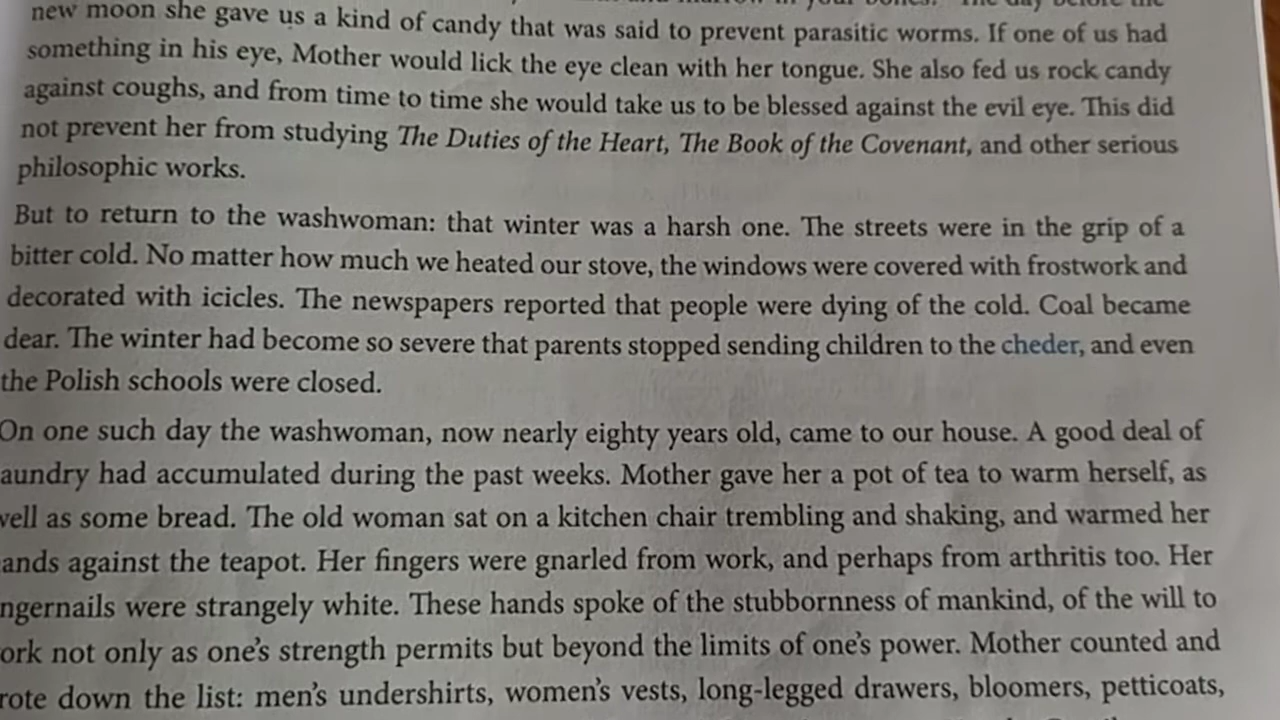 new moon she gave us a kind of candy that was said to prevent parasitic worms. If one of us had
something in his eye, Mother would lick the eye clean with her tongue. She also fed us rock candy
against coughs, and from time to time she would take us to be blessed against the evil eye. This did
not prevent her from studying The Duties of the Heart, The Book of the Covenant, and other serious
philosophic works.
But to return to the washwoman: that winter was a harsh one. The streets were in the grip of a
bitter cold. No matter how much we heated our stove, the windows were covered with frostwork and
decorated with icicles. The newspapers reported that people were dying of the cold. Coal became
dear. The winter had become so severe that parents stopped sending children to the cheder, and even
the Polish schools were closed.
On one such day the washwoman, now nearly eighty years old, came to our house. A good deal of
aundry had accumulated during the past weeks. Mother gave her a pot of tea to warm herself, as
vell as some bread. The old woman sat on a kitchen chair trembling and shaking, and warmed her
ands against the teapot. Her fingers were gnarled from work, and perhaps from arthritis too. Her
ngernails were strangely white. These hands spoke of the stubbornness of mankind, of the will to
ork not only as one's strength permits but beyond the limits of one's power. Mother counted and
rote down the list: men's undershirts, women's vests, long-legged drawers, bloomers, petticoats,